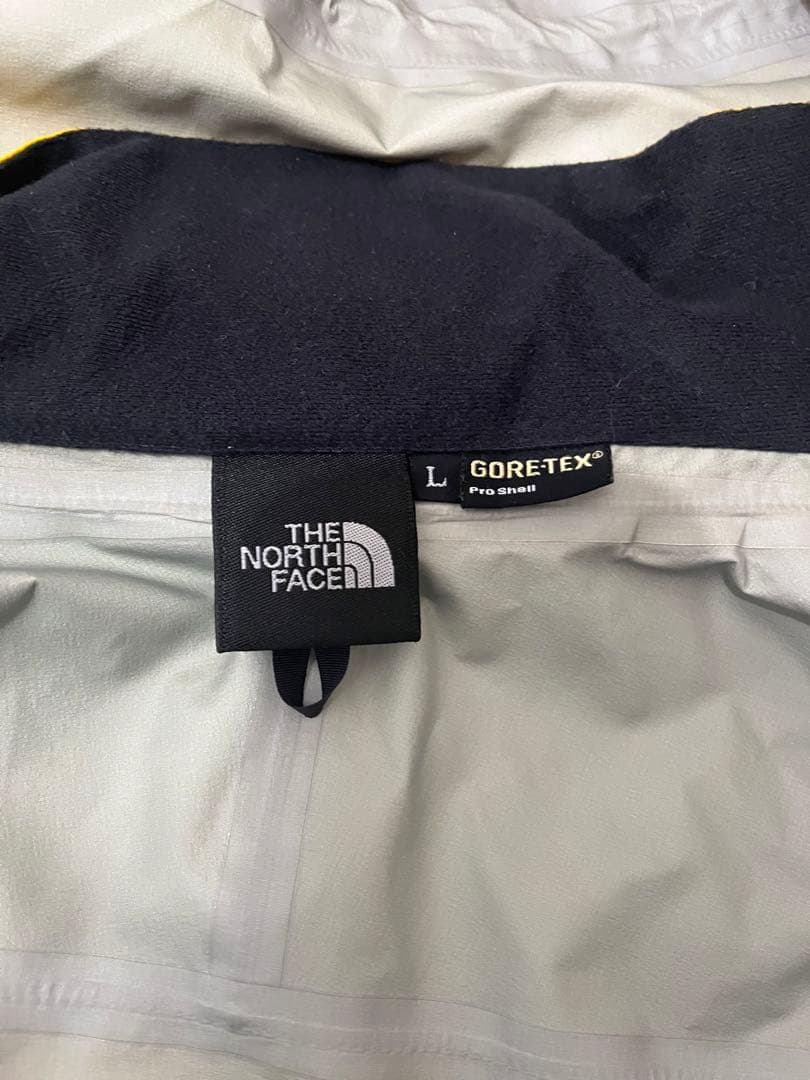 THE
NORTH
FACE
L
GORE-TEX®
Pro Shell